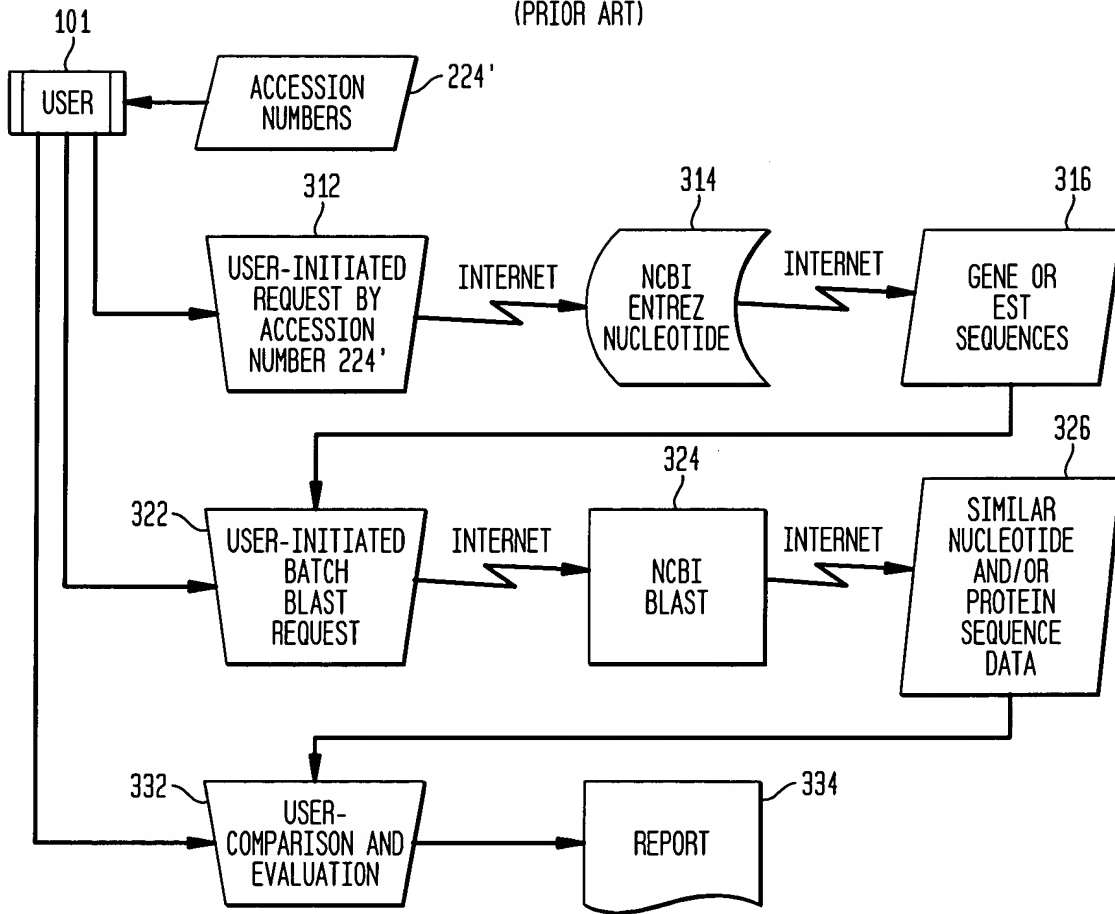 (PRIOR ART)
101
USER
ACCESSION
NUMBERS
224'
312
USER-INITIATED
REQUEST BY
ACCESSION
NUMBER 224'
INTERNET
314
NCBI
ENTREZ
NUCLEOTIDE
INTERNET
316
GENE OR
EST
SEQUENCES
322
USER-INITIATED
BATCH
BLAST
REQUEST
INTERNET
324
NCBI
BLAST
INTERNET
326
SIMILAR
NUCLEOTIDE
AND/OR
PROTEIN
SEQUENCE
DATA
332
USER-
COMPARISON AND
EVALUATION
334
REPORT